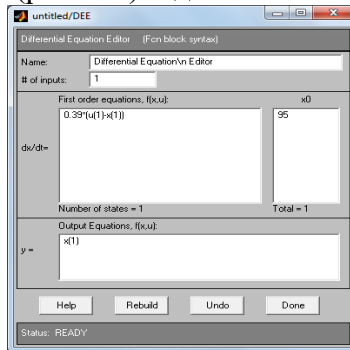 untitled/DEE
Differential Equation Editor (Fcn block syntax)
Name: Differential Equation\n Editor
# of inputs: 1
First order equations, f(x,u): x0
dx/dt= 0.39*(u(1)-x(1)) 95
Number of states = 1 Total = 1
Output Equations, f(x,u):
y = x(1)
Help Rebuild Undo Done
Status: READY